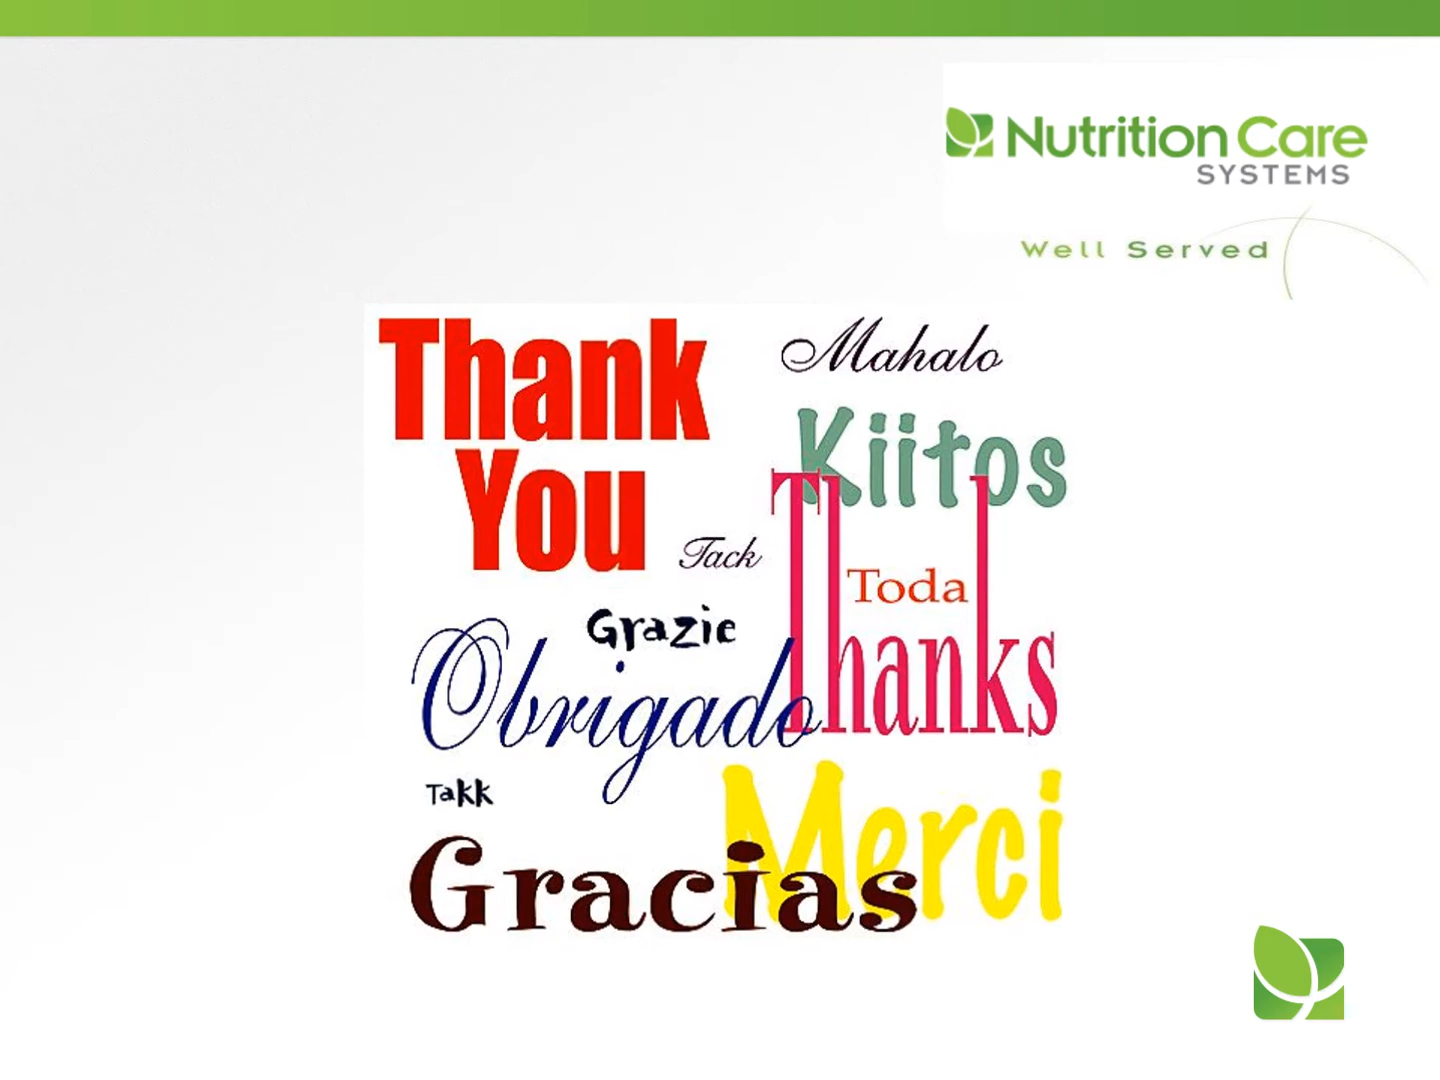 Nutrition Care
SYSTEMS
Well Served
Thank
You
Mahalo
Kiitos
Tack
Thanks
Toda
Grazie
Obrigado
Takk
Merci
Gracias